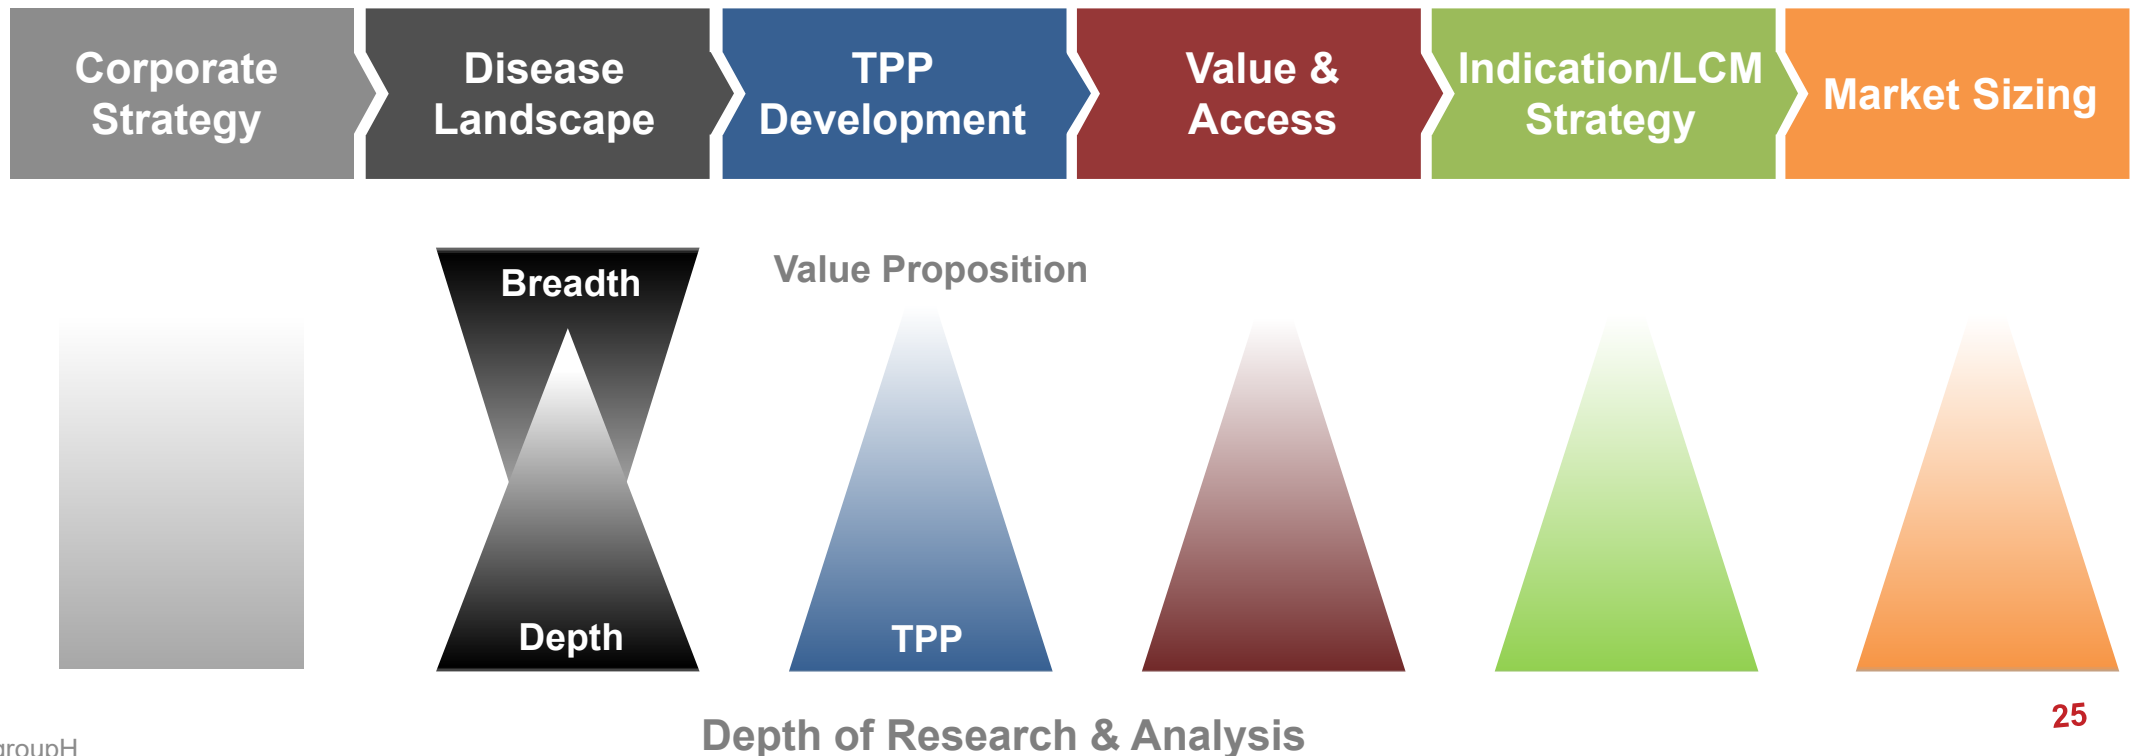 Corporate
Strategy
Disease
Landscape
TPP
Development
Value &
Access
Indication/LCM
Strategy
Market Sizing
Breadth
Value Proposition
Depth
TPP
Depth of Research & Analysis
25
groupH